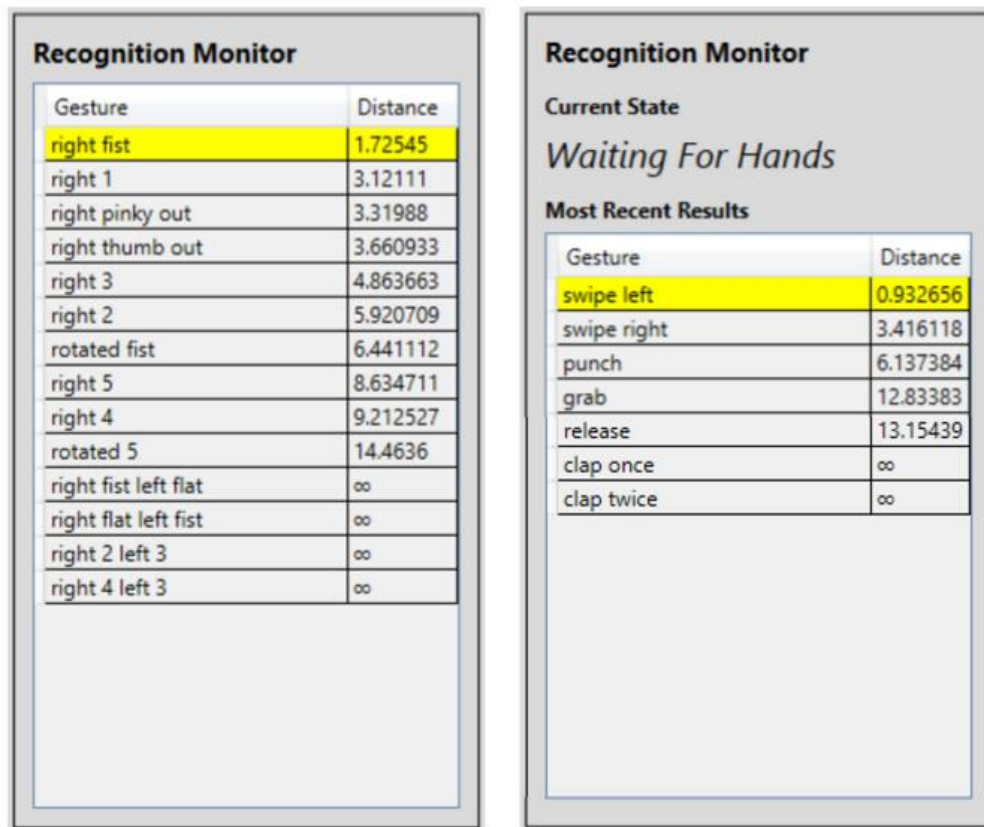 Recognition Monitor
Gesture Distance
right fist 1.72545
right 1 3.12111
right pinky out 3.31988
right thumb out 3.660933
right 3 4.863663
right 2 5.920709
rotated fist 6.441112
right 5 8.634711
right 4 9.212527
rotated 5 14.4636
right fist left flat ∞
right flat left fist ∞
right 2 left 3 ∞
right 4 left 3 ∞
Recognition Monitor
Current State
Waiting For Hands
Most Recent Results
Gesture Distance
swipe left 0.932656
swipe right 3.416118
punch 6.137384
grab 12.83383
release 13.15439
clap once ∞
clap twice ∞